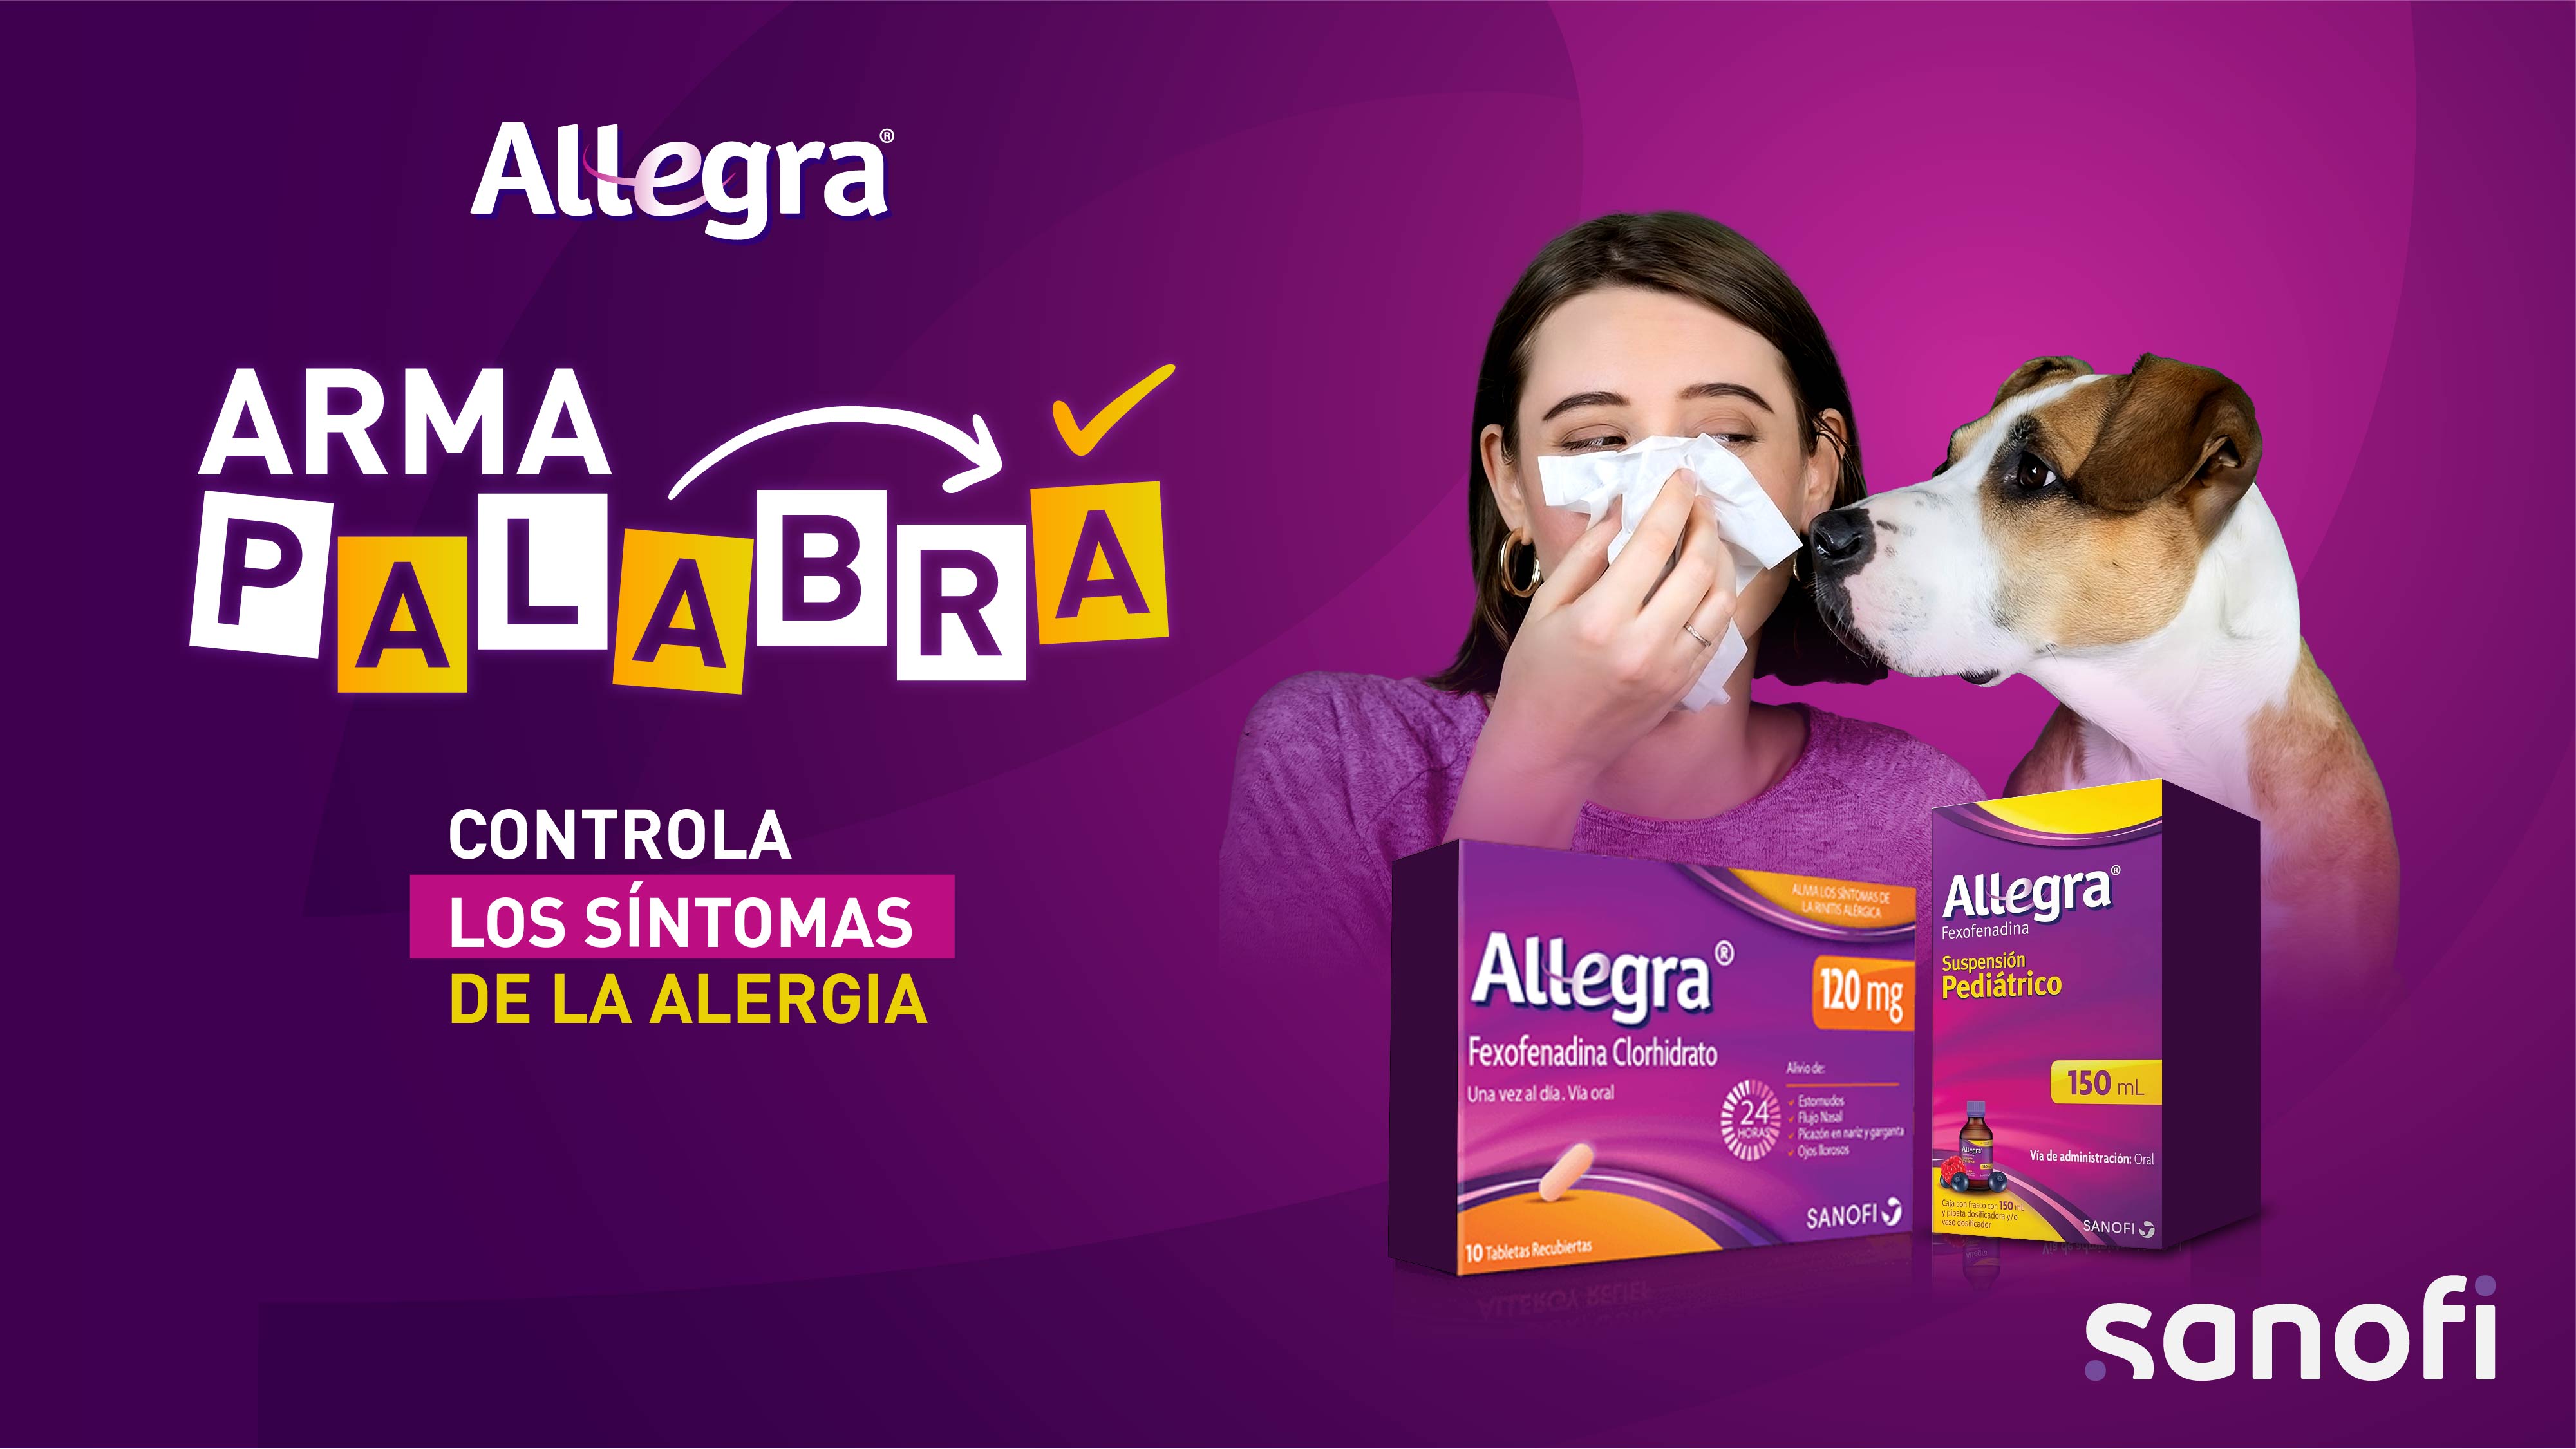 Allegra®
ARMA
PALABRA
CONTROLA
LOS SÍNTOMAS
DE LA ALERGIA
ALIVIA LOS SÍNTOMAS DE
LA RINITIS ALÉRGICA
Allegra®
120 mg
Fexofenadina Clorhidrato
Una vez al día. Vía oral
24
HORAS
Alivio de:
Estornudos
Flujo Nasal
Picazón en nariz y garganta
Ojos llorosos
SANOFI
10 Tabletas Recubiertas
Allegra®
Fexofenadina
Suspensión
Pediátrico
150 mL
Allegra
Vía de administración: Oral
Caja con frasco con 150 mL
y pipeta dosificadora y/o
vaso dosificador
SANOFI
ALLERGY RELIEF
sanofi